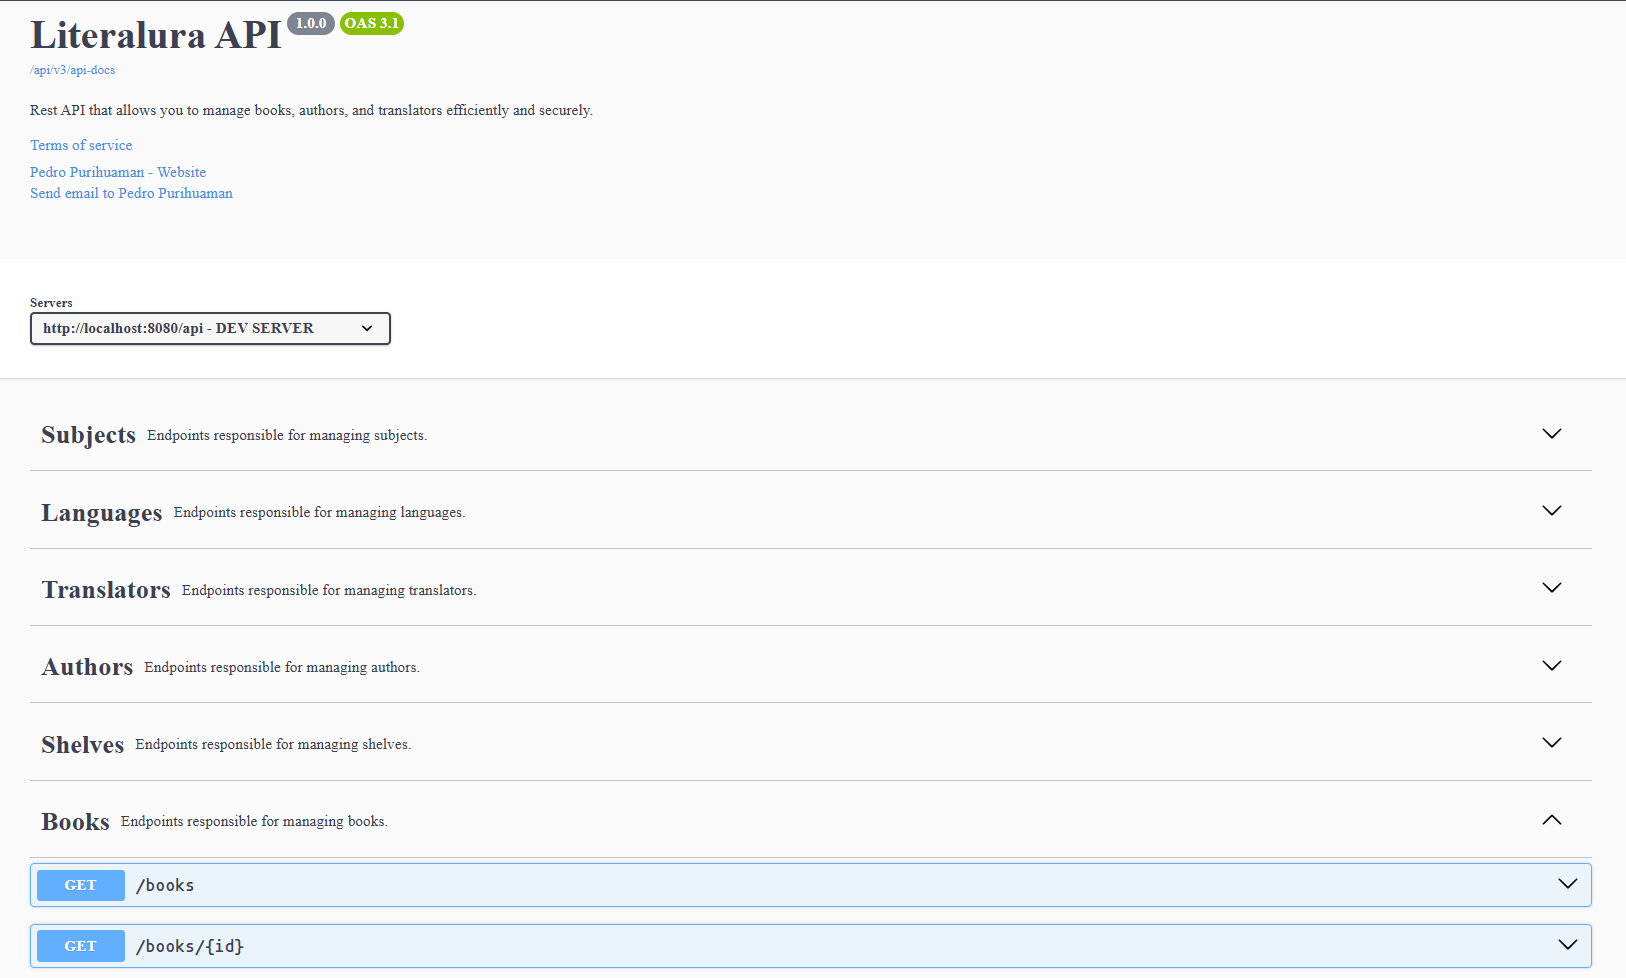 Literalura API 1.0.0 OAS 3.1
/api/v3/api-docs
Rest API that allows you to manage books, authors, and translators efficiently and securely.
Terms of service
Pedro Purihuaman - Website
Send email to Pedro Purihuaman
Servers
http://localhost:8080/api - DEV SERVER
Subjects Endpoints responsible for managing subjects.
Languages Endpoints responsible for managing languages.
Translators Endpoints responsible for managing translators.
Authors Endpoints responsible for managing authors.
Shelves Endpoints responsible for managing shelves.
Books Endpoints responsible for managing books.
GET /books
GET /books/{id}